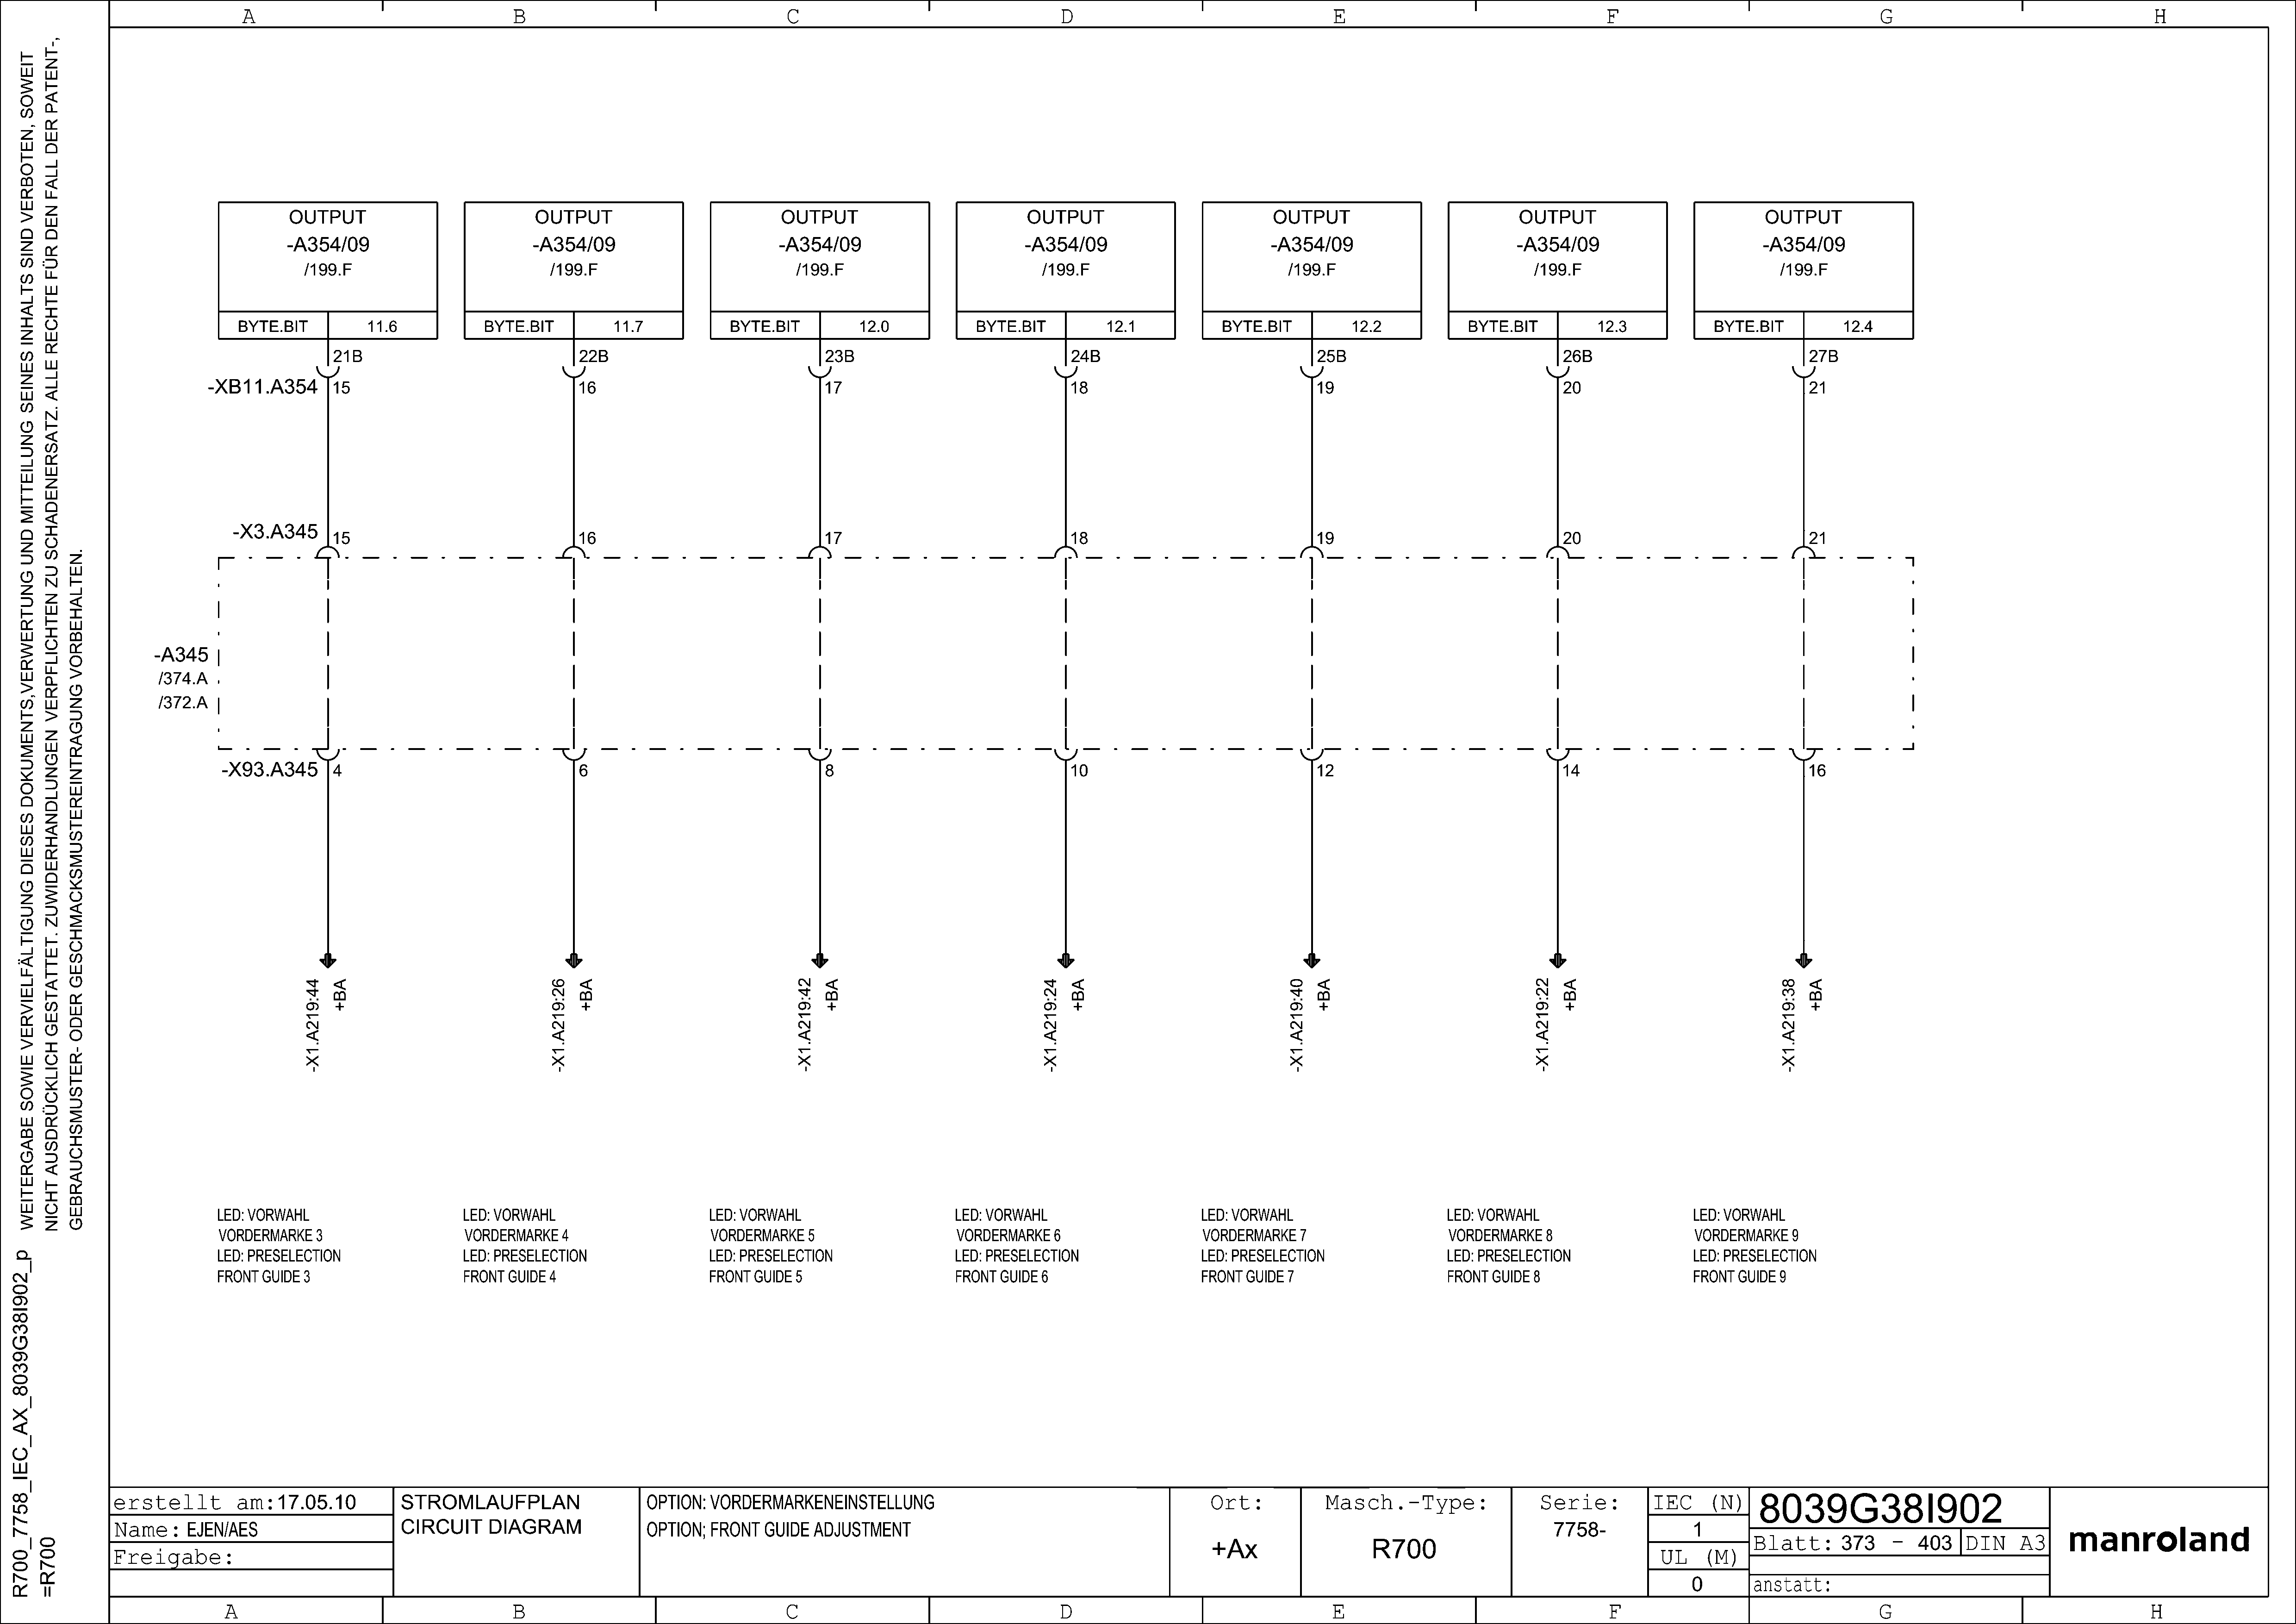 A B C D E F G H
WEITERGABE SOWIE VERVIELFÄLTIGUNG DIESES DOKUMENTS,VERWERTUNG UND MITTEILUNG SEINES INHALTS SIND VERBOTEN, SOWEIT
NICHT AUSDRÜCKLICH GESTATTET. ZUWIDERHANDLUNGEN VERPFLICHTEN ZU SCHADENERSATZ. ALLE RECHTE FÜR DEN FALL DER PATENT-,
GEBRAUCHSMUSTER- ODER GESCHMACKSMUSTEREINTRAGUNG VORBEHALTEN.
R700_7758_IEC_AX_8039G38I902_p
=R700
OUTPUT OUTPUT OUTPUT OUTPUT OUTPUT OUTPUT OUTPUT
-A354/09 -A354/09 -A354/09 -A354/09 -A354/09 -A354/09 -A354/09
/199.F /199.F /199.F /199.F /199.F /199.F /199.F
BYTE.BIT 11.6 BYTE.BIT 11.7 BYTE.BIT 12.0 BYTE.BIT 12.1 BYTE.BIT 12.2 BYTE.BIT 12.3 BYTE.BIT 12.4
21B 22B 23B 24B 25B 26B 27B
-XB11.A354 15 16 17 18 19 20 21
-X3.A345 15 16 17 18 19 20 21
-A345
/374.A
/372.A
-X93.A345 4 6 8 10 12 14 16
-X1.A219:44 +BA -X1.A219:26 +BA -X1.A219:42 +BA -X1.A219:24 +BA -X1.A219:40 +BA -X1.A219:22 +BA -X1.A219:38 +BA
LED: VORWAHL LED: VORWAHL LED: VORWAHL LED: VORWAHL LED: VORWAHL LED: VORWAHL LED: VORWAHL
VORDERMARKE 3 VORDERMARKE 4 VORDERMARKE 5 VORDERMARKE 6 VORDERMARKE 7 VORDERMARKE 8 VORDERMARKE 9
LED: PRESELECTION LED: PRESELECTION LED: PRESELECTION LED: PRESELECTION LED: PRESELECTION LED: PRESELECTION LED: PRESELECTION
FRONT GUIDE 3 FRONT GUIDE 4 FRONT GUIDE 5 FRONT GUIDE 6 FRONT GUIDE 7 FRONT GUIDE 8 FRONT GUIDE 9
erstellt am:17.05.10
Name: EJEN/AES
Freigabe:
STROMLAUFPLAN
CIRCUIT DIAGRAM
OPTION: VORDERMARKENEINSTELLUNG
OPTION; FRONT GUIDE ADJUSTMENT
Ort:
+Ax
Masch.-Type:
R700
Serie:
7758-
IEC (N)
1
UL (M)
0
8039G38I902
Blatt: 373 - 403 DIN A3
anstatt:
manroland
A B C D E F G H